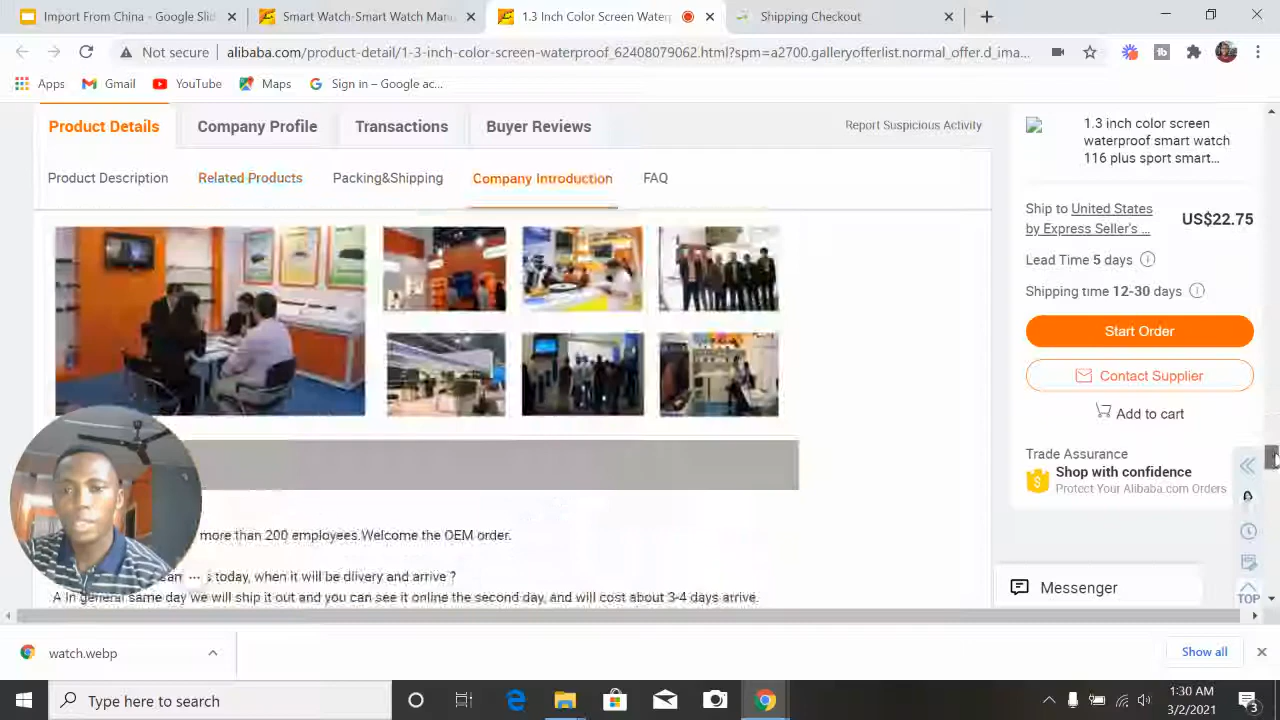 Import From China - Google Slid
Smart Watch-Smart Watch Man
1.3 Inch Color Screen Water
Shipping Checkout
Not secure
alibaba.com/product-detail/1-3-inch-color-screen-waterproof_62408079062.html?spm=a2700.galleryofferlist.normal_offer.d_ima...
Apps
Gmail
YouTube
Maps
Sign in – Google ac...
Product Details
Company Profile
Transactions
Buyer Reviews
Report Suspicious Activity
Product Description
Related Products
Packing&Shipping
Company Introduction
FAQ
1.3 inch color screen
waterproof smart watch
116 plus sport smart...
Ship to United States
by Express Seller's ...
US$22.75
Lead Time 5 days
Shipping time 12-30 days
Start Order
Contact Supplier
Add to cart
Trade Assurance
Shop with confidence
Protect Your Alibaba.com Orders
more than 200 employees.Welcome the OEM order.
s today, when it will be dlivery and arrive ?
A In general same day we will ship it out and you can see it online the second day, and will cost about 3-4 days arrive.
Messenger
TOP
watch.webp
Show all
Type here to search
1:30 AM
3/2/2021
3